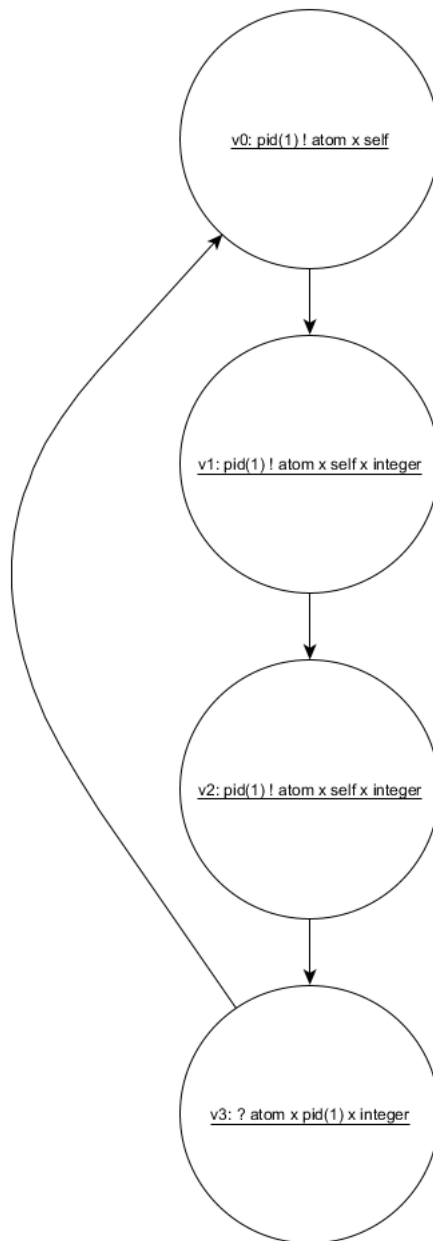 v0: pid(1) ! atom x self
v1: pid(1) ! atom x self x integer
v2: pid(1) ! atom x self x integer
v3: ? atom x pid(1) x integer